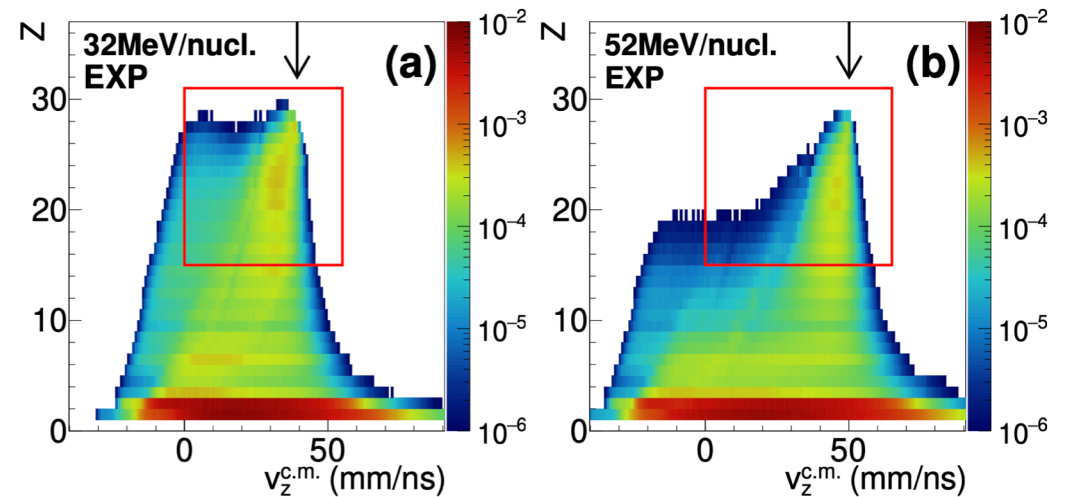 32MeV/nucl.
EXP
(a)
Z
30
20
10
0
0
50
v_z^{c.m.} (mm/ns)
10^{-2}
10^{-3}
10^{-4}
10^{-5}
10^{-6}
52MeV/nucl.
EXP
(b)
Z
30
20
10
0
0
50
v_z^{c.m.} (mm/ns)
10^{-2}
10^{-3}
10^{-4}
10^{-5}
10^{-6}